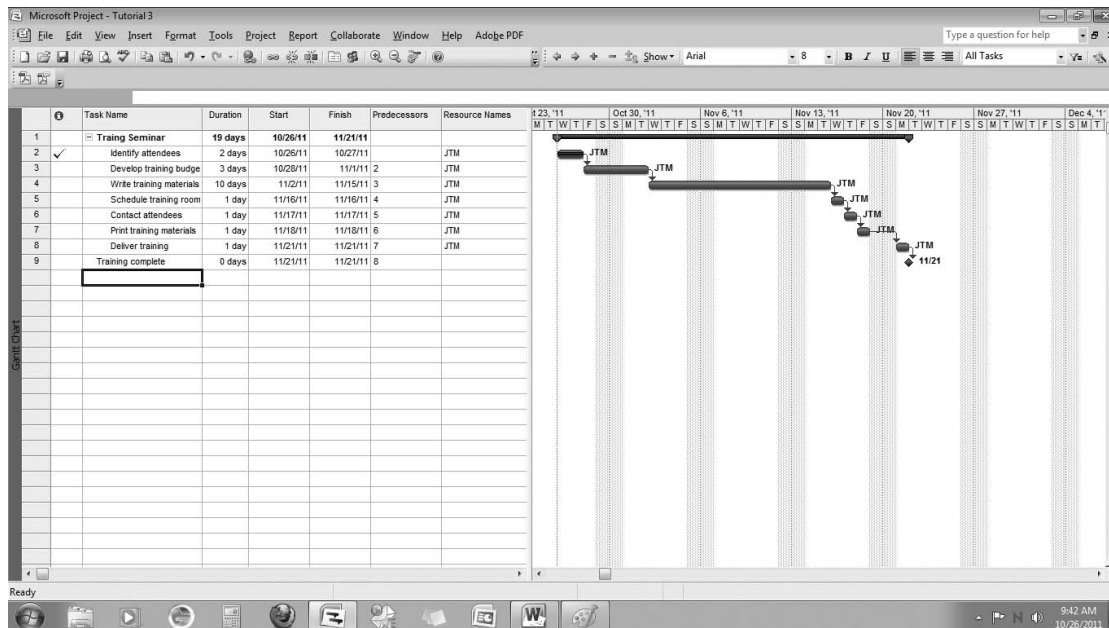 Microsoft Project - Tutorial 3
File Edit View Insert Format Tools Project Report Collaborate Window Help Adobe PDF
Type a question for help
Show Arial 8 B I U All Tasks
Task Name Duration Start Finish Predecessors Resource Names
t 23, '11 Oct 30, '11 Nov 6, '11 Nov 13, '11 Nov 20, '11 Nov 27, '11 Dec 4, '1
M T W T F S S M T W T F S S M T W T F S S M T W T F S S M T W T F S S M T W T F S S M T
1 Traing Seminar 19 days 10/26/11 11/21/11
2 Identify attendees 2 days 10/26/11 10/27/11 JTM JTM
3 Develop training budge 3 days 10/28/11 11/1/11 2 JTM JTM
4 Write training materials 10 days 11/2/11 11/15/11 3 JTM JTM
5 Schedule training room 1 day 11/16/11 11/16/11 4 JTM JTM
6 Contact attendees 1 day 11/17/11 11/17/11 5 JTM JTM
7 Print training materials 1 day 11/18/11 11/18/11 6 JTM JTM
8 Deliver training 1 day 11/21/11 11/21/11 7 JTM JTM
9 Training complete 0 days 11/21/11 11/21/11 8 11/21
Gantt Chart
Ready
9:42 AM
10/26/2011